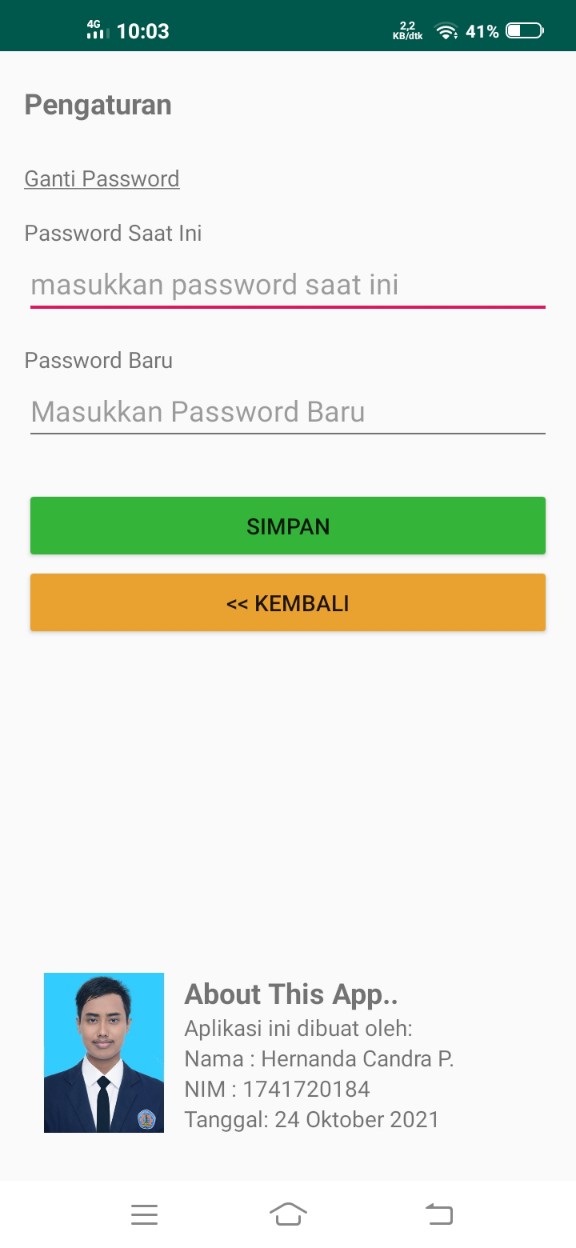 4G 10:03 2,2 KB/dtk 41%
Pengaturan
Ganti Password
Password Saat Ini
masukkan password saat ini
Password Baru
Masukkan Password Baru
SIMPAN
<< KEMBALI
About This App..
Aplikasi ini dibuat oleh:
Nama : Hernanda Candra P.
NIM : 1741720184
Tanggal: 24 Oktober 2021